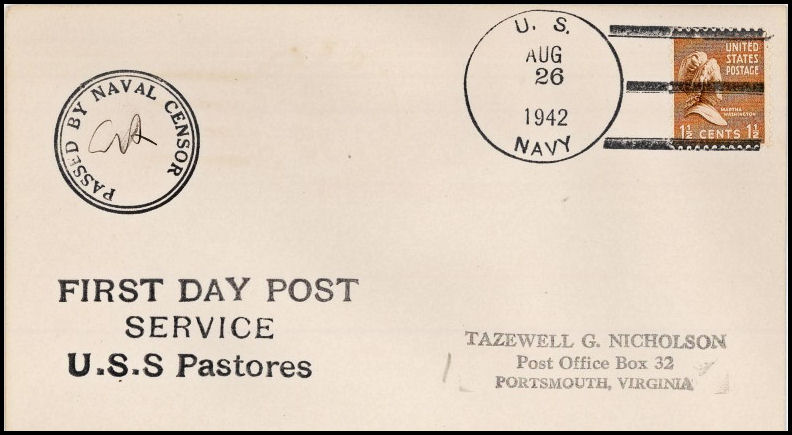 PASSED BY NAVAL CENSOR
U. S.
AUG
26
1942
NAVY
UNITED
STATES
POSTAGE
MARTHA
WASHINGTON
1½ CENTS 1½
FIRST DAY POST
SERVICE
U.S.S Pastores
TAZEWELL G. NICHOLSON
Post Office Box 32
PORTSMOUTH, VIRGINIA